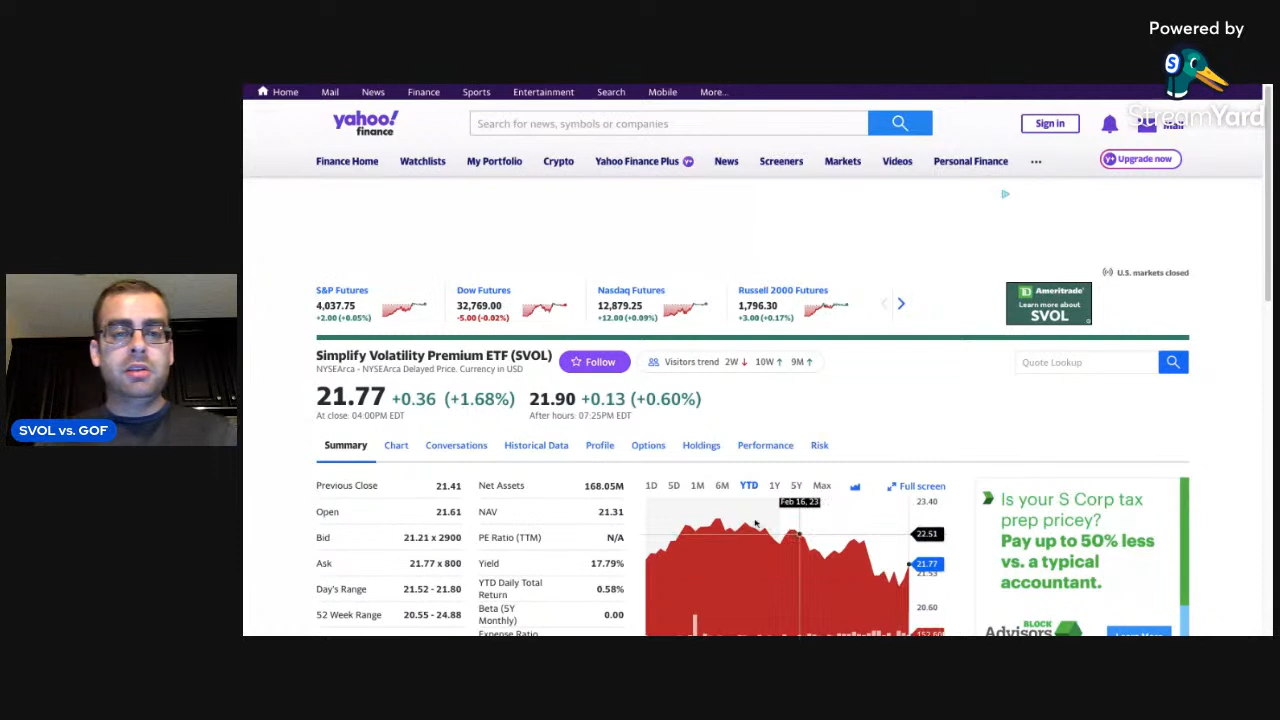 Powered by
S
StreamYard
Home Mail News Finance Sports Entertainment Search Mobile More...
yahoo!
finance
Search for news, symbols or companies
Sign in
Mail
Finance Home Watchlists My Portfolio Crypto Yahoo Finance Plus News Screeners Markets Videos Personal Finance ...
Upgrade now
U.S. markets closed
S&P Futures Dow Futures Nasdaq Futures Russell 2000 Futures
4,037.75 32,769.00 12,879.25 1,796.30
+2.00 (+0.05%) -5.00 (-0.02%) +12.00 (+0.09%) +3.00 (+0.17%)
Ameritrade
Learn more about
SVOL
Simplify Volatility Premium ETF (SVOL)
Follow
Visitors trend 2W ↓ 10W ↑ 9M ↑
Quote Lookup
NYSEArca - NYSEArca Delayed Price. Currency in USD
21.77 +0.36 (+1.68%) 21.90 +0.13 (+0.60%)
At close: 04:00PM EDT After hours: 07:25PM EDT
SVOL vs. GOF
Summary Chart Conversations Historical Data Profile Options Holdings Performance Risk
Previous Close 21.41
Open 21.61
Bid 21.21 x 2900
Ask 21.77 x 800
Day's Range 21.52 - 21.80
52 Week Range 20.55 - 24.88
Net Assets 168.05M
NAV 21.31
PE Ratio (TTM) N/A
Yield 17.79%
YTD Daily Total
Return 0.58%
Beta (5Y
Monthly) 0.00
Expense Ratio
1D 5D 1M 6M YTD 1Y 5Y Max
Full screen
Feb 16, 23
23.40
22.51
21.77
21.53
20.60
Is your S Corp tax
prep pricey?
Pay up to 50% less
vs. a typical
accountant.
BLOCK
Advisors
Learn More